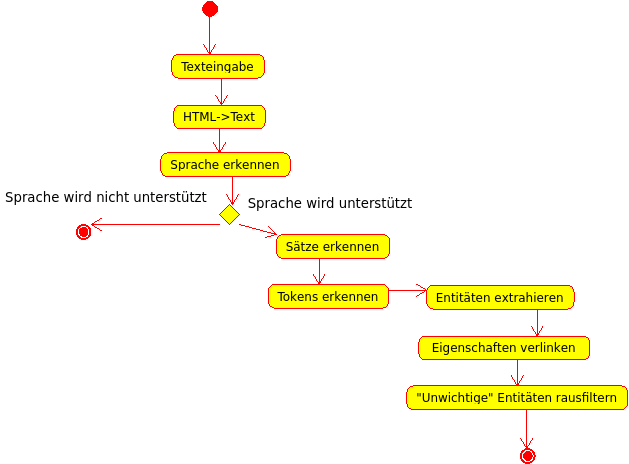 Texteingabe
HTML->Text
Sprache erkennen
Sprache wird nicht unterstützt
Sprache wird unterstützt
Sätze erkennen
Tokens erkennen
Entitäten extrahieren
Eigenschaften verlinken
"Unwichtige" Entitäten rausfiltern